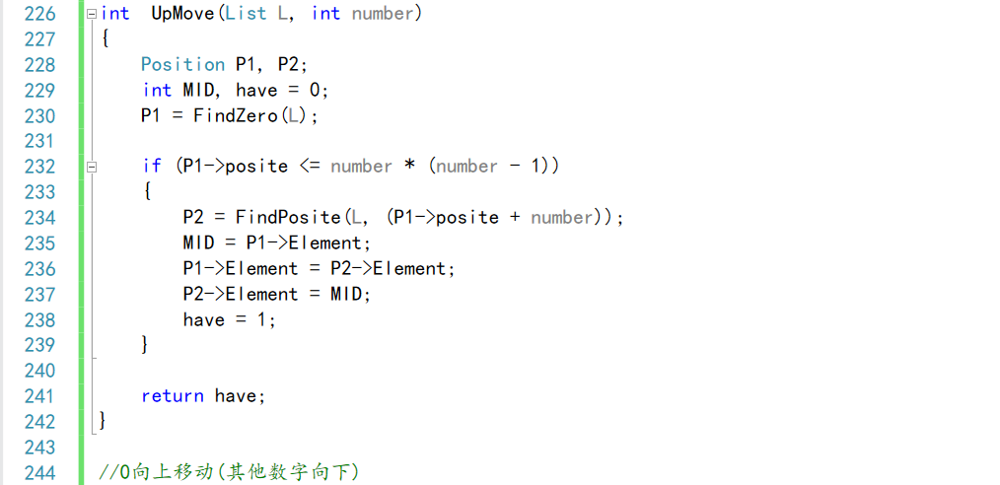 226 int UpMove(List L, int number)
227 {
228 Position P1, P2;
229 int MID, have = 0;
230 P1 = FindZero(L);
231
232 if (P1->posite <= number * (number - 1))
233 {
234 P2 = FindPosite(L, (P1->posite + number));
235 MID = P1->Element;
236 P1->Element = P2->Element;
237 P2->Element = MID;
238 have = 1;
239 }
240
241 return have;
242 }
243
244 //0向上移动(其他数字向下)